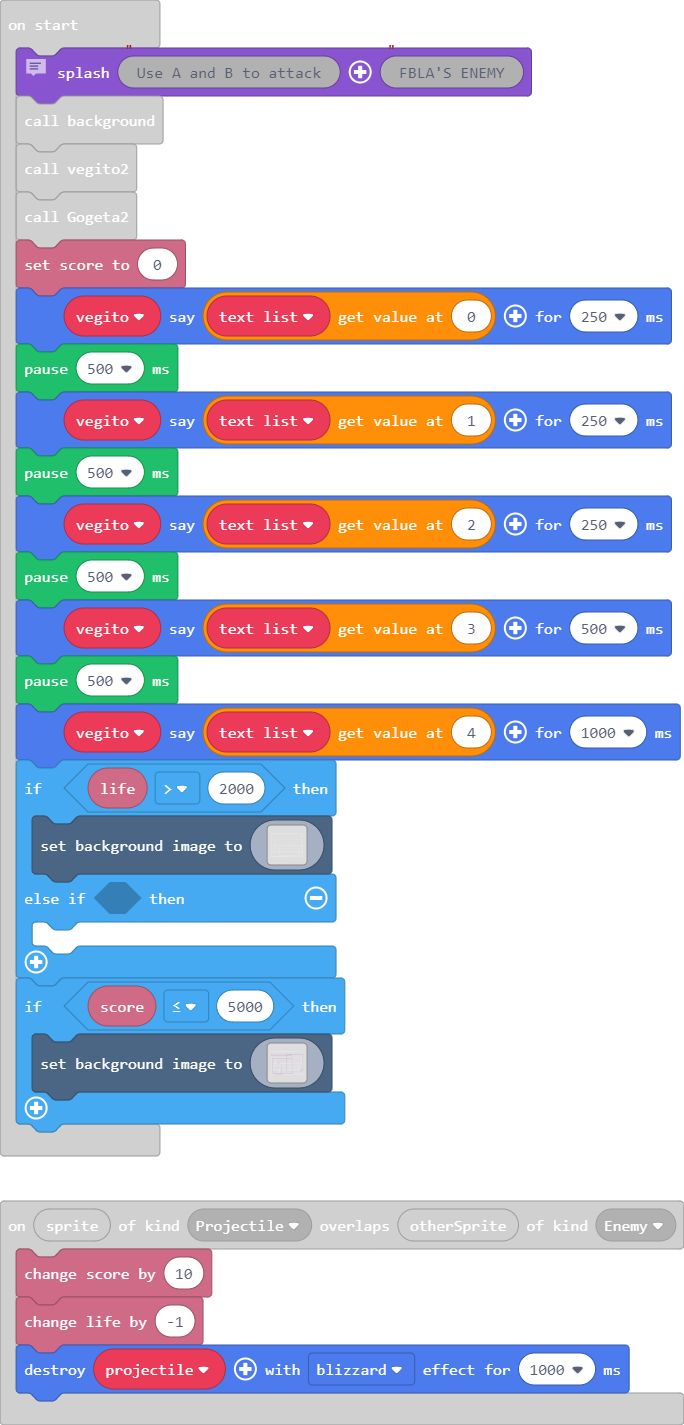 on start
splash " Use A and B to attack " FBLA'S ENEMY
call background
call vegito2
call Gogeta2
set score to 0
vegito say text list get value at 0 for 250 ms
pause 500 ms
vegito say text list get value at 1 for 250 ms
pause 500 ms
vegito say text list get value at 2 for 250 ms
pause 500 ms
vegito say text list get value at 3 for 500 ms
pause 500 ms
vegito say text list get value at 4 for 1000 ms
if life > 2000 then
set background image to
else if then
if score ≤ 5000 then
set background image to
on sprite of kind Projectile overlaps otherSprite of kind Enemy
change score by 10
change life by -1
destroy projectile with blizzard effect for 1000 ms